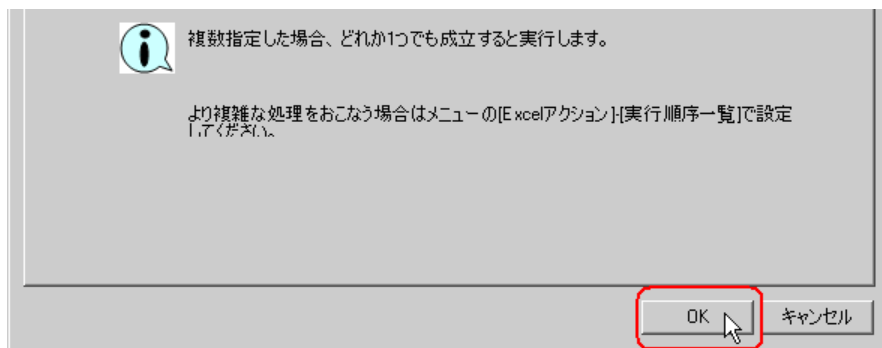 複数指定した場合、どれか1つでも成立すると実行します。
より複雑な処理をおこなう場合はメニューの[Excelアクション]-[実行順序一覧]で設定
してください。
OK キャンセル